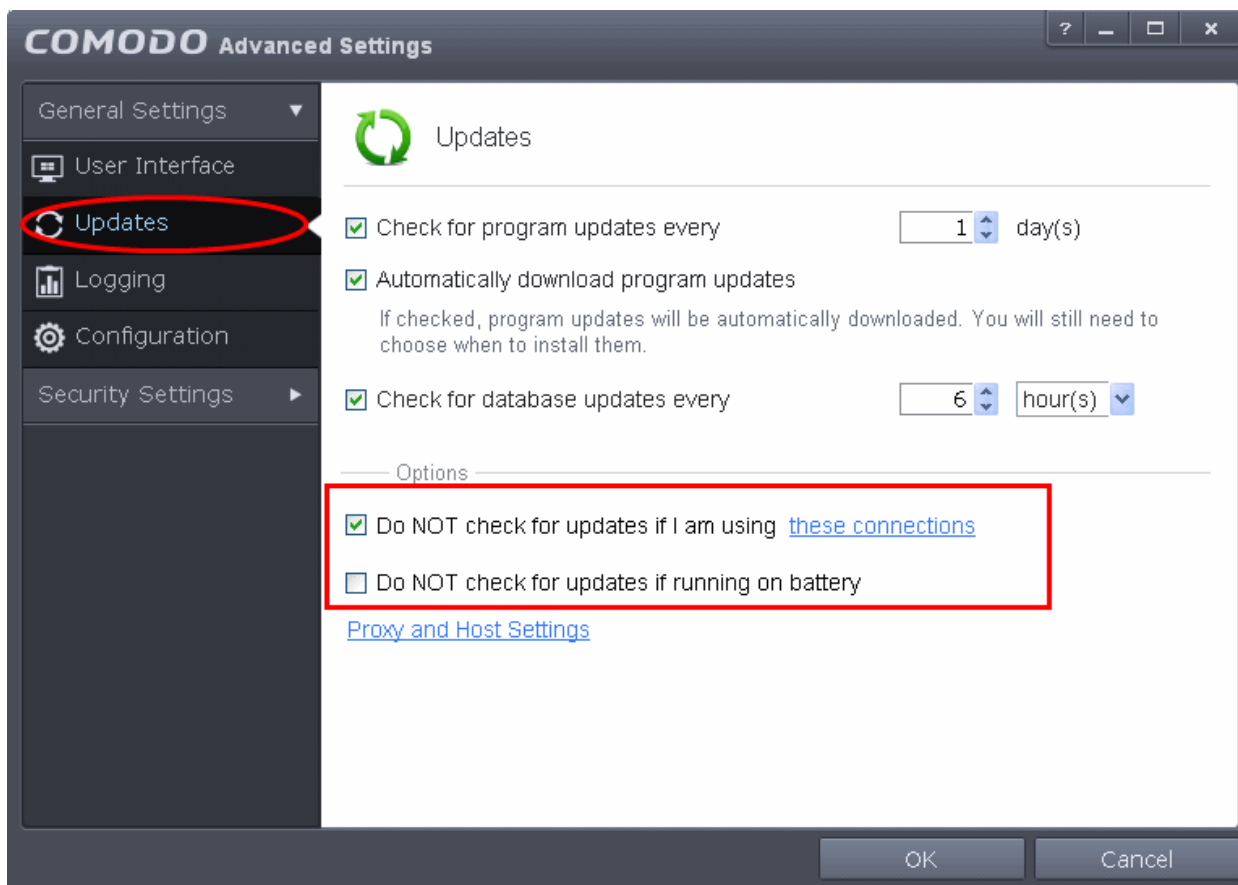 COMODO Advanced Settings
?
General Settings
User Interface
Updates
Logging
Configuration
Security Settings
Updates
Check for program updates every 1 day(s)
Automatically download program updates
If checked, program updates will be automatically downloaded. You will still need to
choose when to install them.
Check for database updates every 6 hour(s)
Options
Do NOT check for updates if I am using these connections
Do NOT check for updates if running on battery
Proxy and Host Settings
OK Cancel